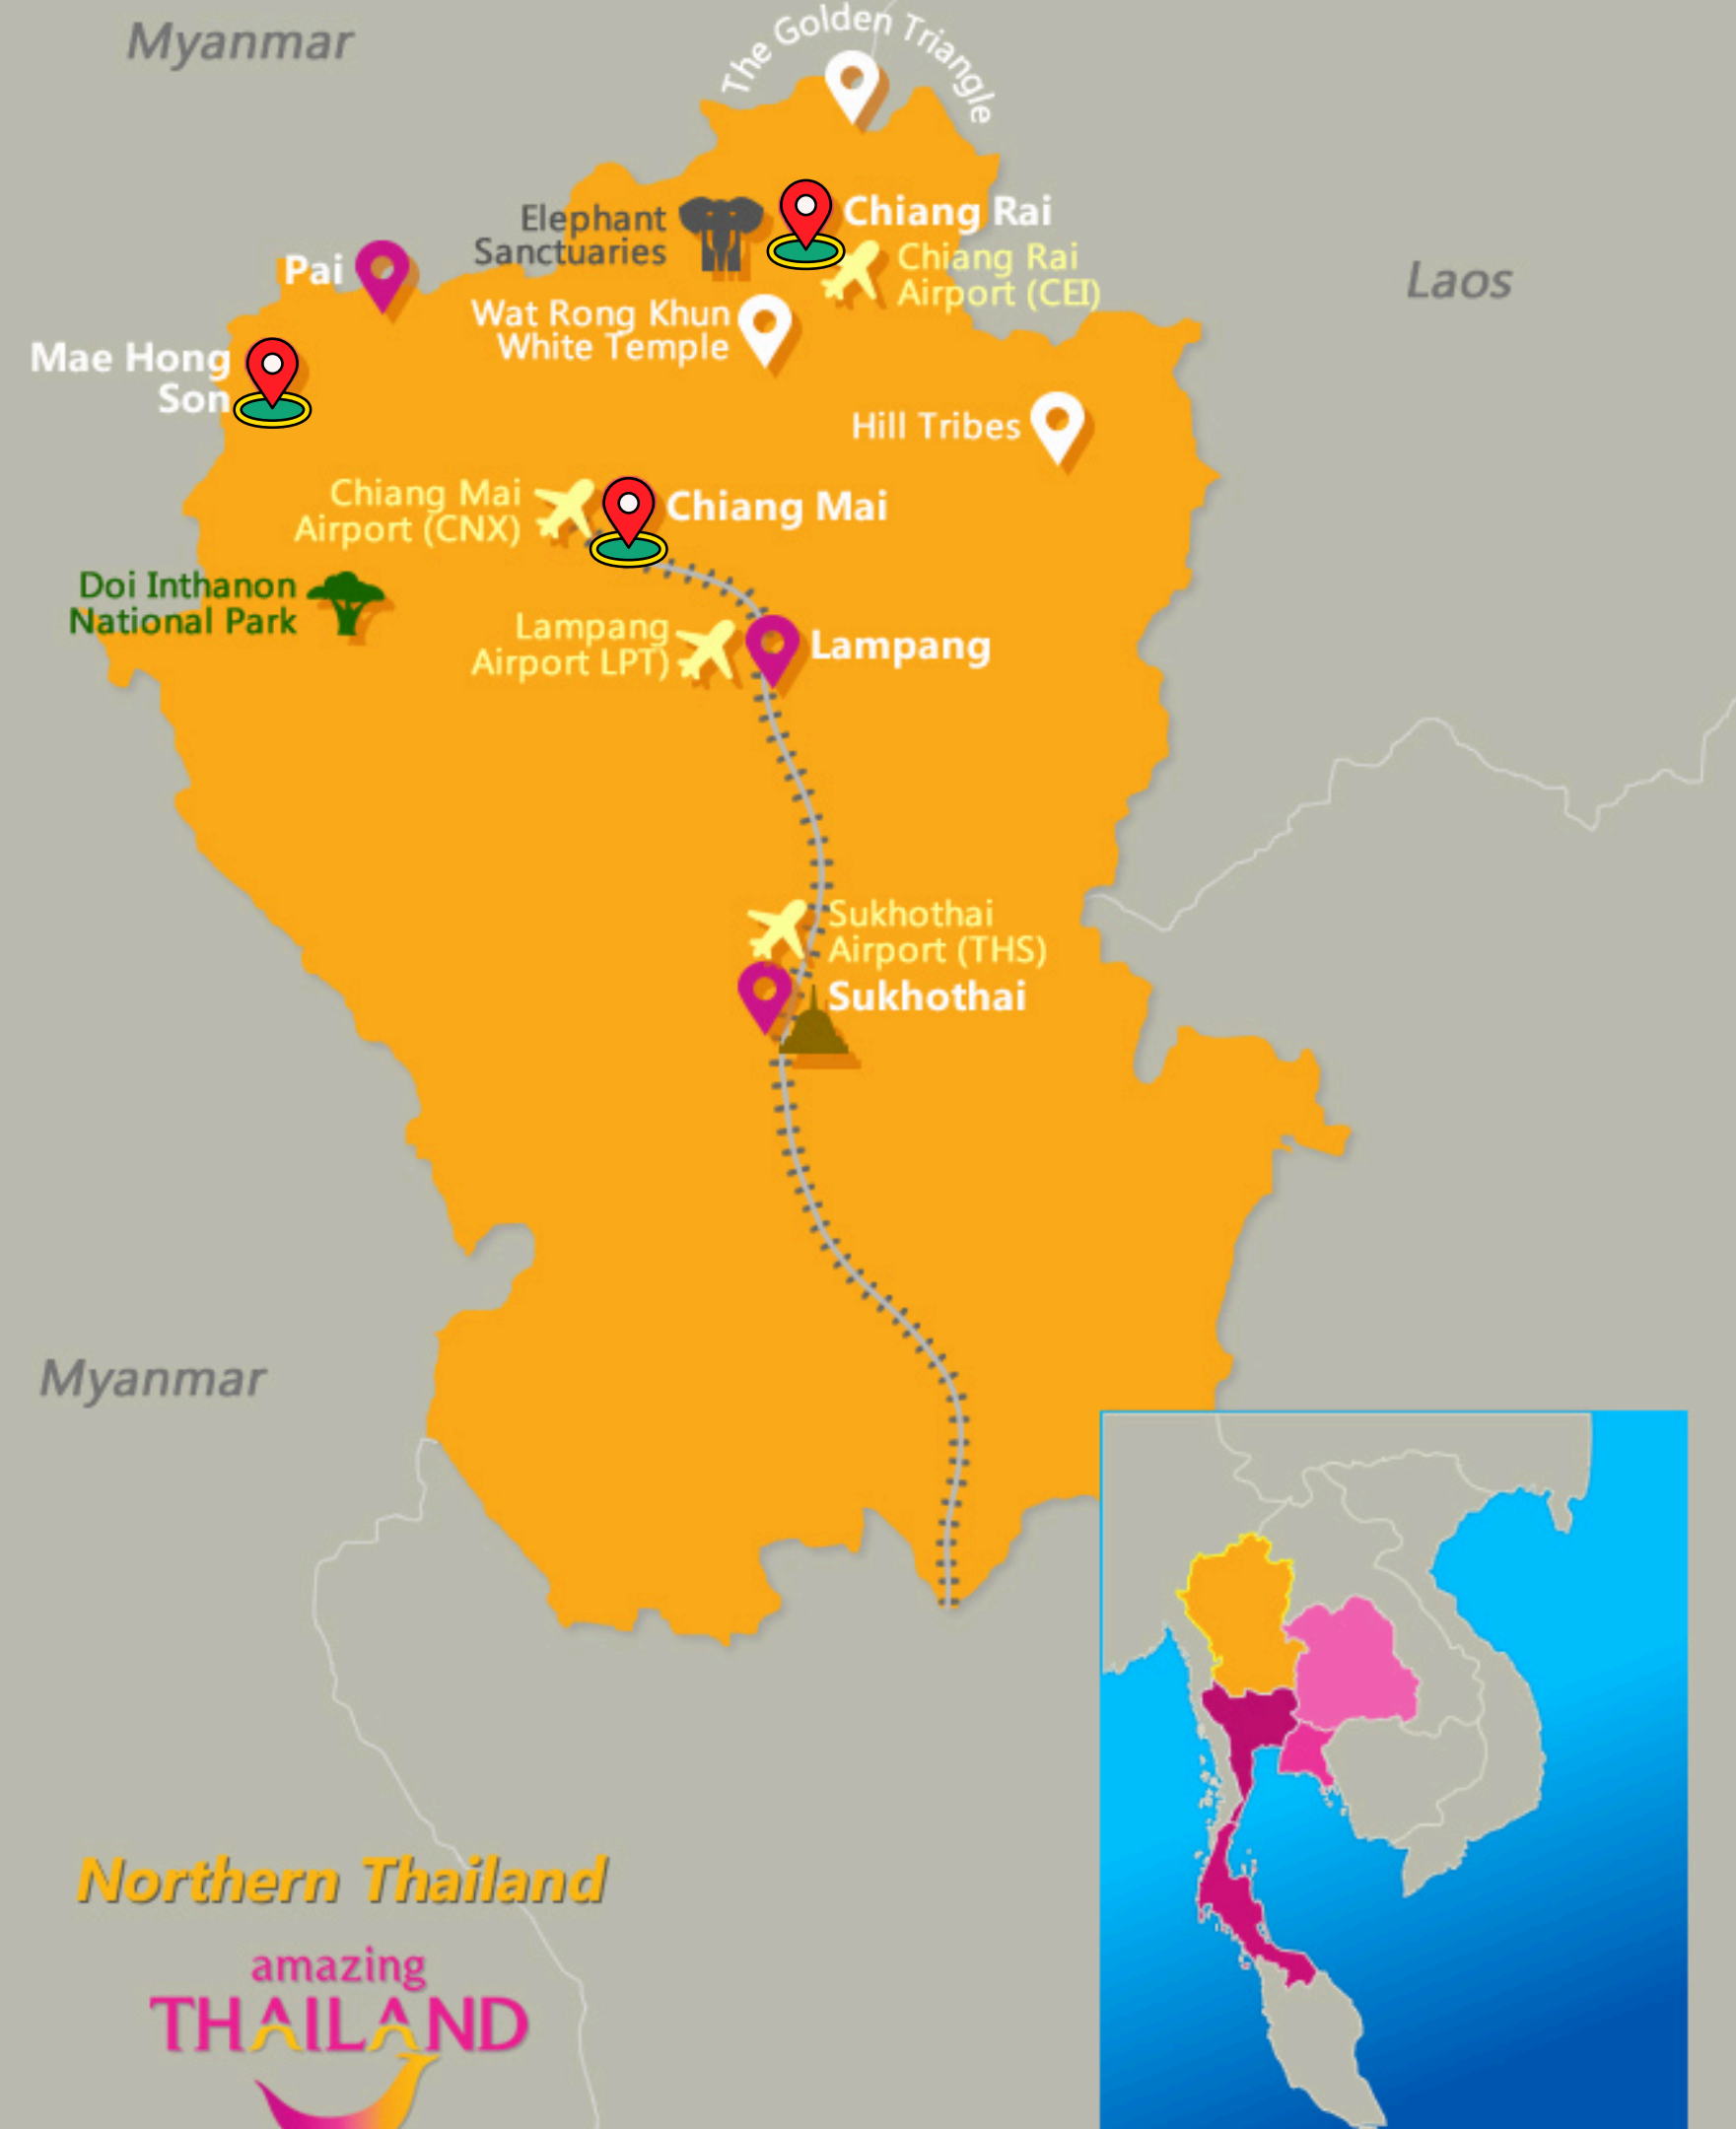 Myanmar
The Golden Triangle
Elephant
Sanctuaries
Chiang Rai
Chiang Rai
Airport (CEI)
Pai
Laos
Wat Rong Khun
White Temple
Mae Hong
Son
Hill Tribes
Chiang Mai
Airport (CNX)
Chiang Mai
Doi Inthanon
National Park
Lampang
Airport LPT)
Lampang
Sukhothai
Airport (THS)
Sukhothai
Myanmar
Northern Thailand
amazing
THAILAND